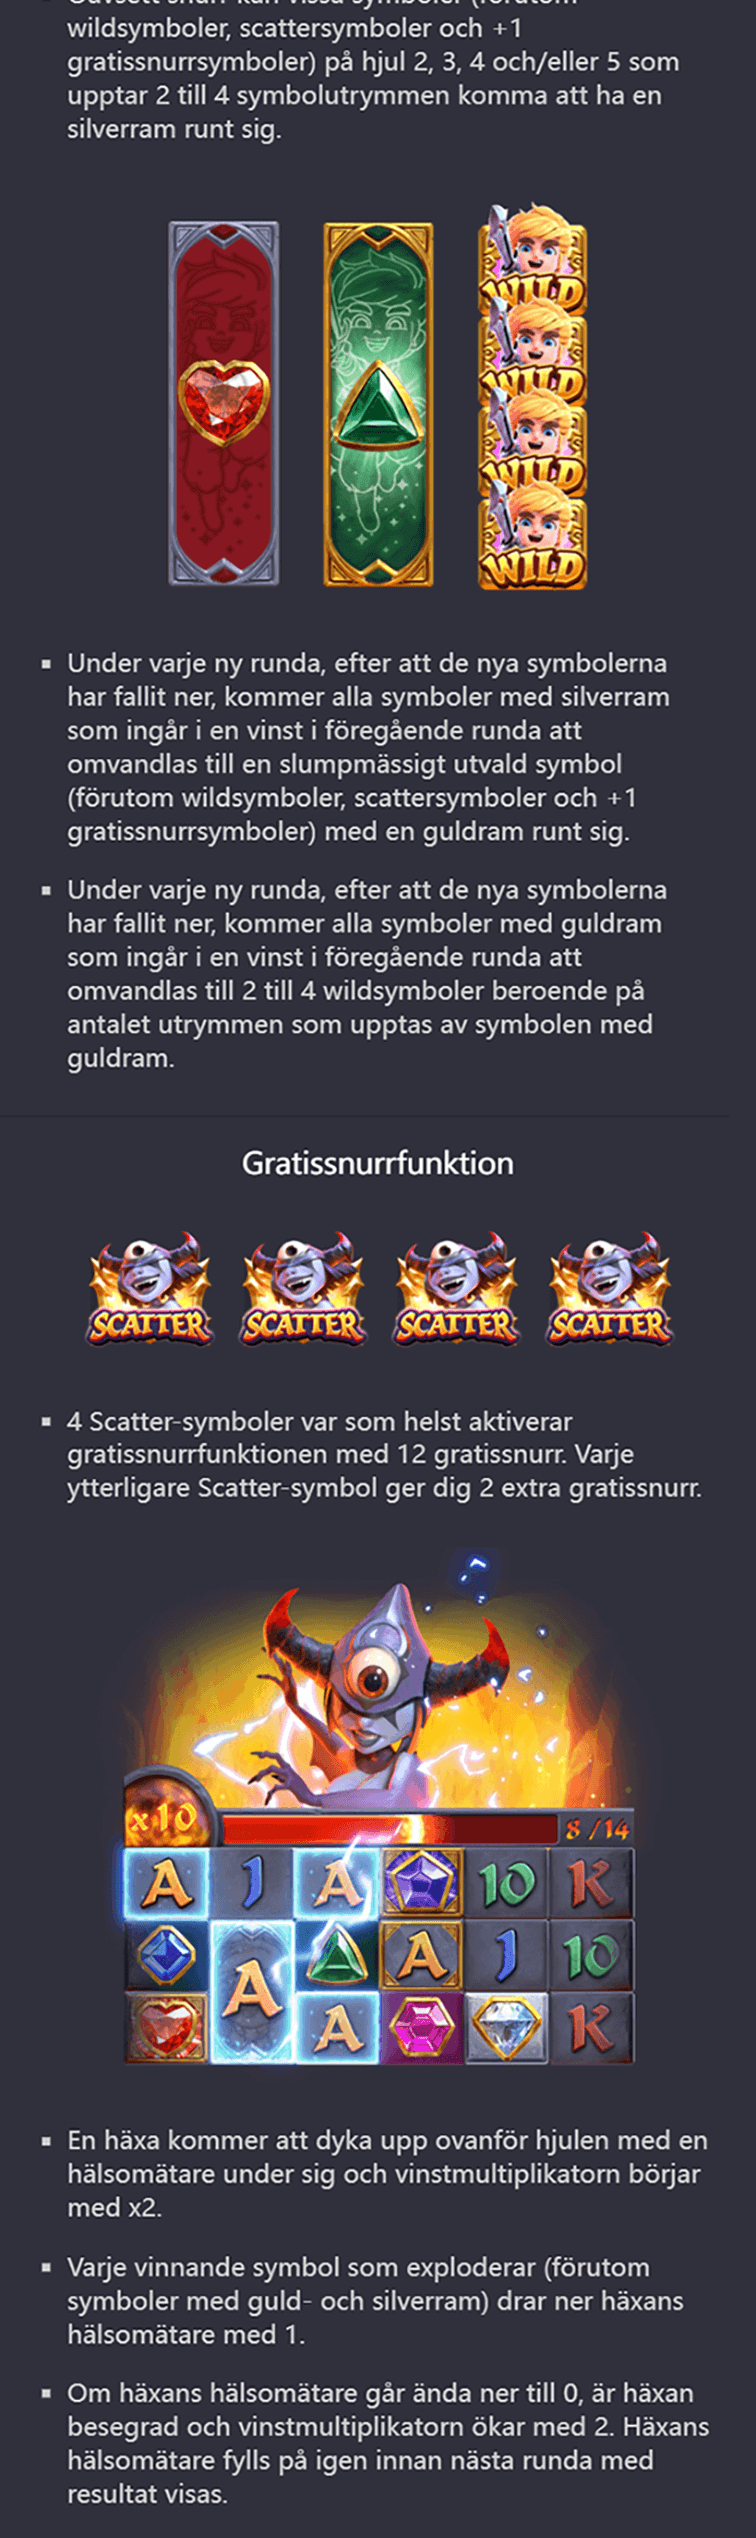 wildsymboler, scattersymboler och +1
gratissnurrsymboler) på hjul 2, 3, 4 och/eller 5 som
upptar 2 till 4 symbolutrymmen komma att ha en
silverram runt sig.
WILD
WILD
WILD
WILD
Under varje ny runda, efter att de nya symbolerna
har fallit ner, kommer alla symboler med silverram
som ingår i en vinst i föregående runda att
omvandlas till en slumpmässigt utvald symbol
(förutom wildsymboler, scattersymboler och +1
gratissnurrsymboler) med en guldram runt sig.
Under varje ny runda, efter att de nya symbolerna
har fallit ner, kommer alla symboler med guldram
som ingår i en vinst i föregående runda att
omvandlas till 2 till 4 wildsymboler beroende på
antalet utrymmen som upptas av symbolen med
guldram.
Gratissnurrfunktion
SCATTER SCATTER SCATTER SCATTER
4 Scatter-symboler var som helst aktiverar
gratissnurrfunktionen med 12 gratissnurr. Varje
ytterligare Scatter-symbol ger dig 2 extra gratissnurr.
x10 8/14
A J A 10 K
A A J 10
A K
En häxa kommer att dyka upp ovanför hjulen med en
hälsomätare under sig och vinstmultiplikatorn börjar
med x2.
Varje vinnande symbol som exploderar (förutom
symboler med guld- och silverram) drar ner häxans
hälsomätare med 1.
Om häxans hälsomätare går ända ner till 0, är häxan
besegrad och vinstmultiplikatorn ökar med 2. Häxans
hälsomätare fylls på igen innan nästa runda med
resultat visas.